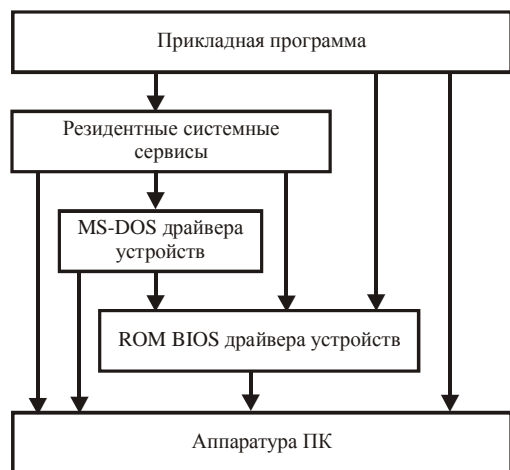 Прикладная программа
Резидентные системные
сервисы
MS-DOS драйвера
устройств
ROM BIOS драйвера устройств
Аппаратура ПК